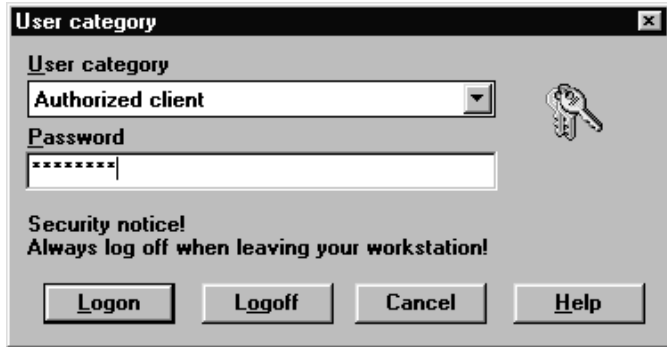 User category
User category
Authorized client
Password
********
Security notice!
Always log off when leaving your workstation!
Logon Logoff Cancel Help